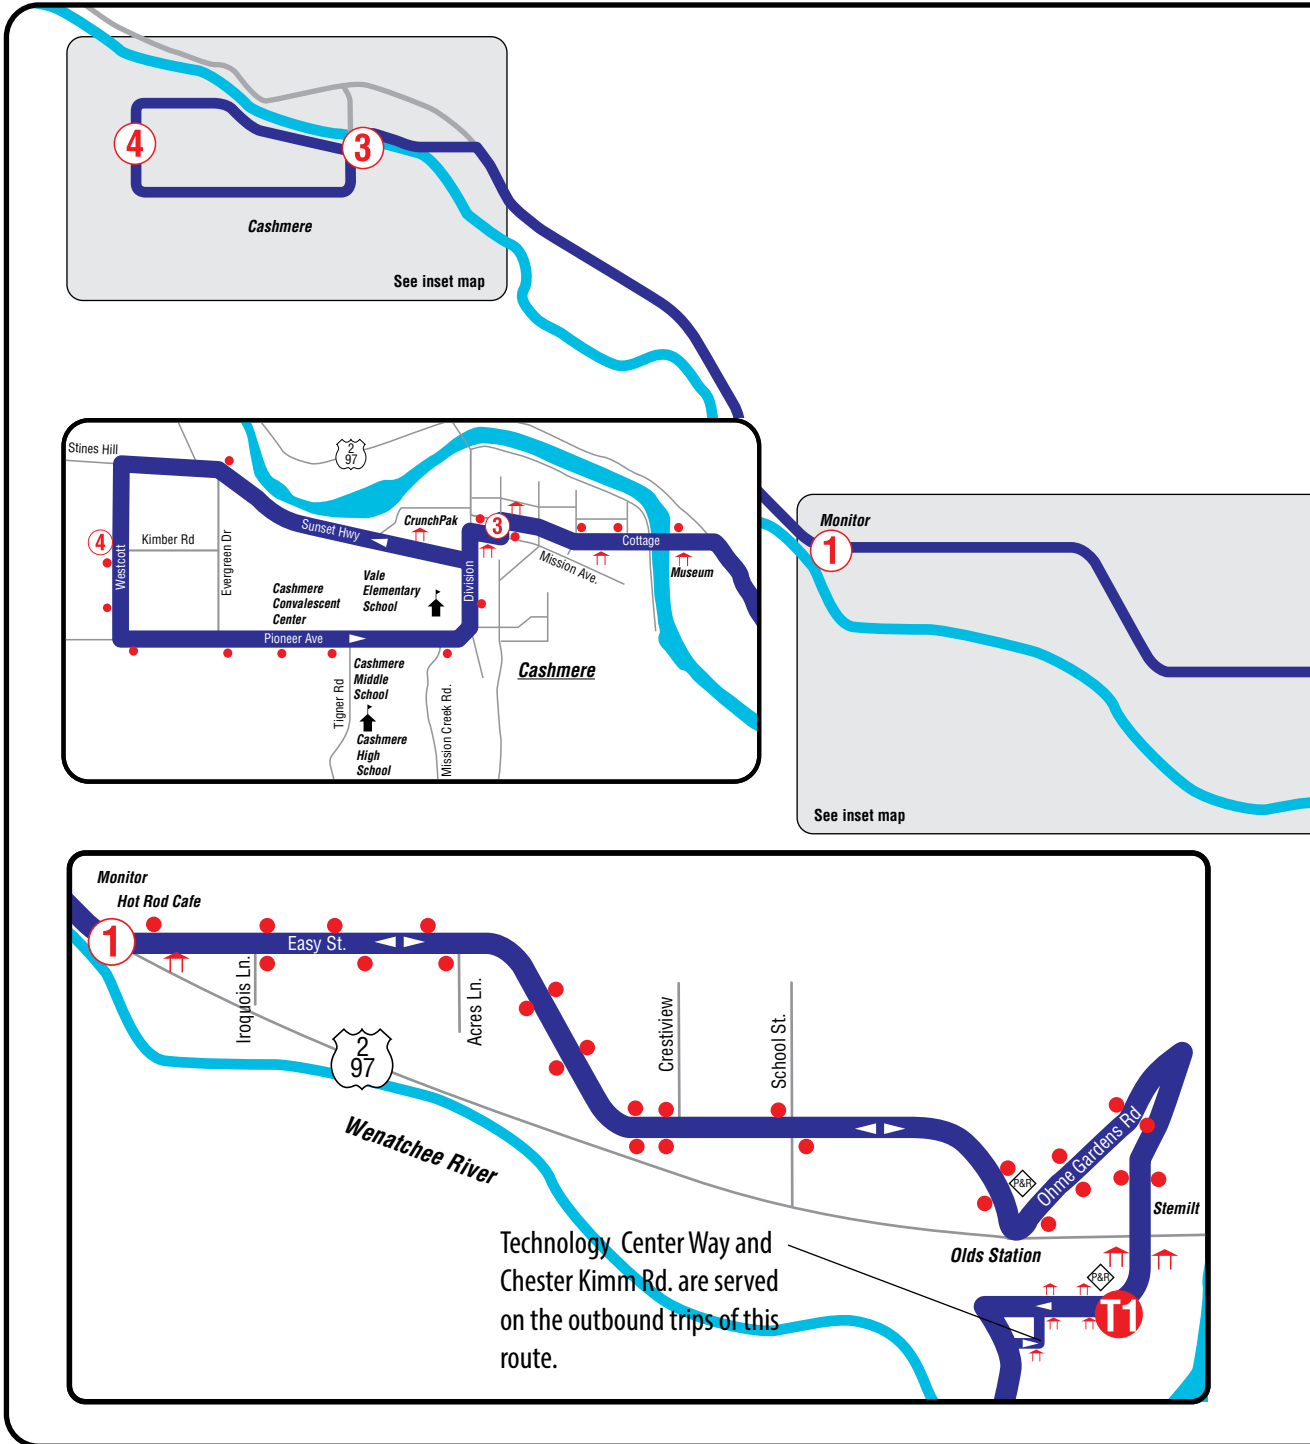 4
3
Cashmere
See inset map
Stines Hill
2
97
CrunchPak
3
Sunset Hwy
Cottage
4
Kimber Rd
Evergreen Dr
Westcott
Mission Ave.
Museum
Division
Vale
Elementary
School
Cashmere
Convalescent
Center
Pioneer Ave
Cashmere
Cashmere
Middle
School
Tigner Rd
Mission Creek Rd.
Cashmere
High
School
Monitor
1
See inset map
Monitor
Hot Rod Cafe
1
Easy St.
Iroquois Ln.
Acres Ln.
2
97
Crestiview
School St.
Wenatchee River
Ohme Gardens Rd
P&R
Stemilt
Olds Station
P&R
T1
Technology Center Way and
Chester Kimm Rd. are served
on the outbound trips of this
route.